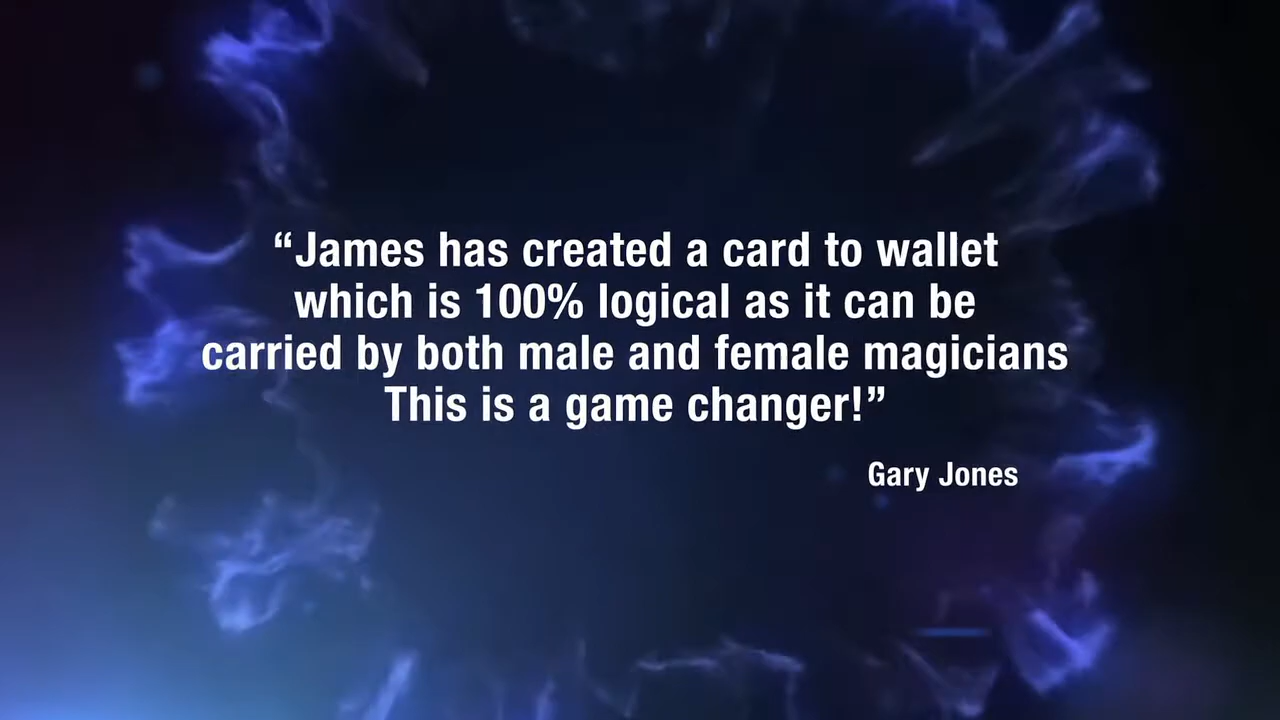 “James has created a card to wallet
which is 100% logical as it can be
carried by both male and female magicians
This is a game changer!”
Gary Jones